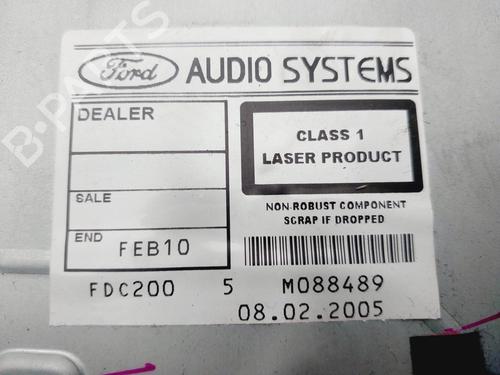 Ford AUDIO SYSTEMS
DEALER
CLASS 1
LASER PRODUCT
SALE
NON-ROBUST COMPONENT
SCRAP IF DROPPED
END FEB10
FDC200 5 M088489
08.02.2005
B-PARTS